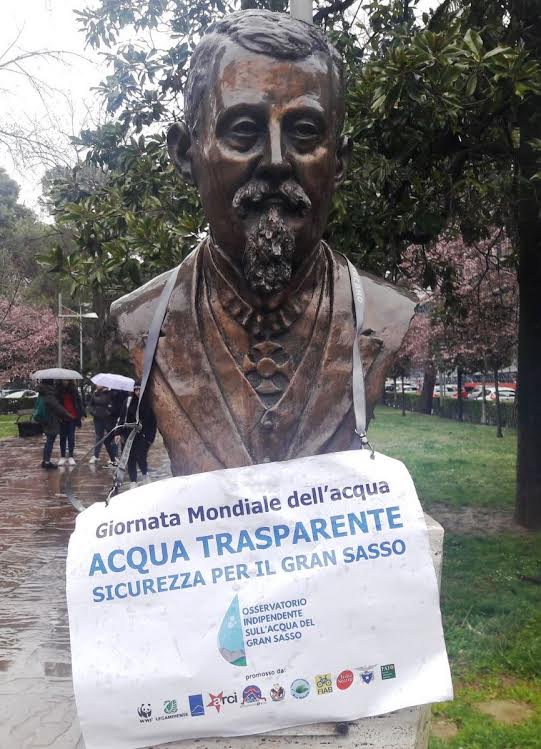 Giornata Mondiale dell'acqua
ACQUA TRASPARENTE
SICUREZZA PER IL GRAN SASSO
OSSERVATORIO
INDIPENDENTE
SULL'ACQUA DEL
GRAN SASSO
promosso da:
WWF LEGAMBIENTE arci FIAB